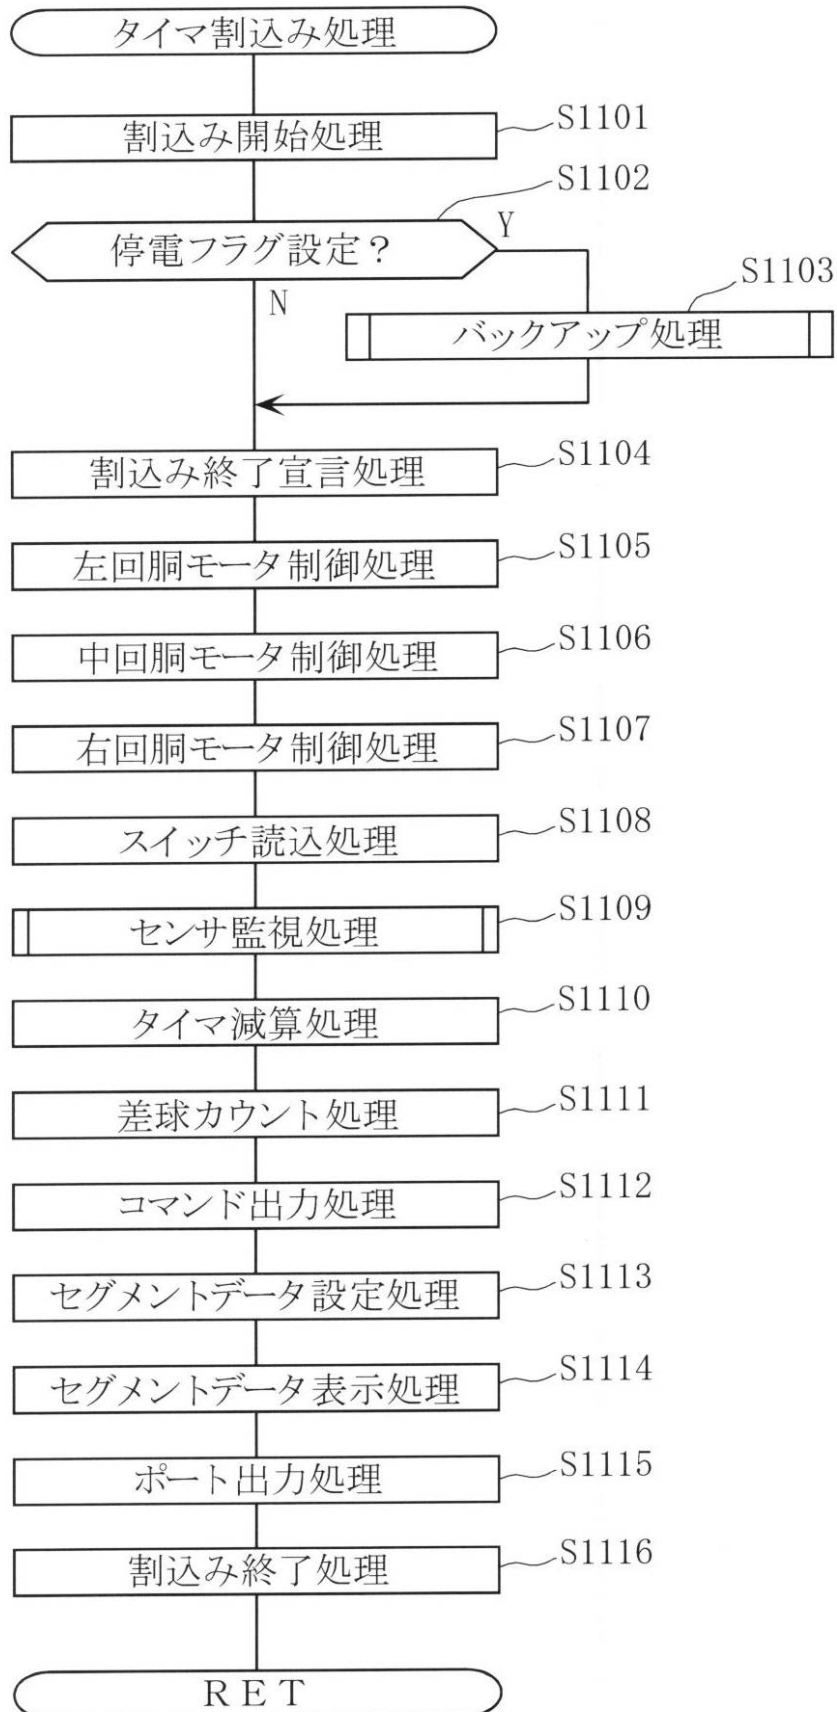 タイマ割込み処理
割込み開始処理
S1101
S1102
停電フラグ設定？
Y
N
S1103
バックアップ処理
割込み終了宣言処理
S1104
左回胴モータ制御処理
S1105
中回胴モータ制御処理
S1106
右回胴モータ制御処理
S1107
スイッチ読込処理
S1108
センサ監視処理
S1109
タイマ減算処理
S1110
差球カウント処理
S1111
コマンド出力処理
S1112
セグメントデータ設定処理
S1113
セグメントデータ表示処理
S1114
ポート出力処理
S1115
割込み終了処理
S1116
RET